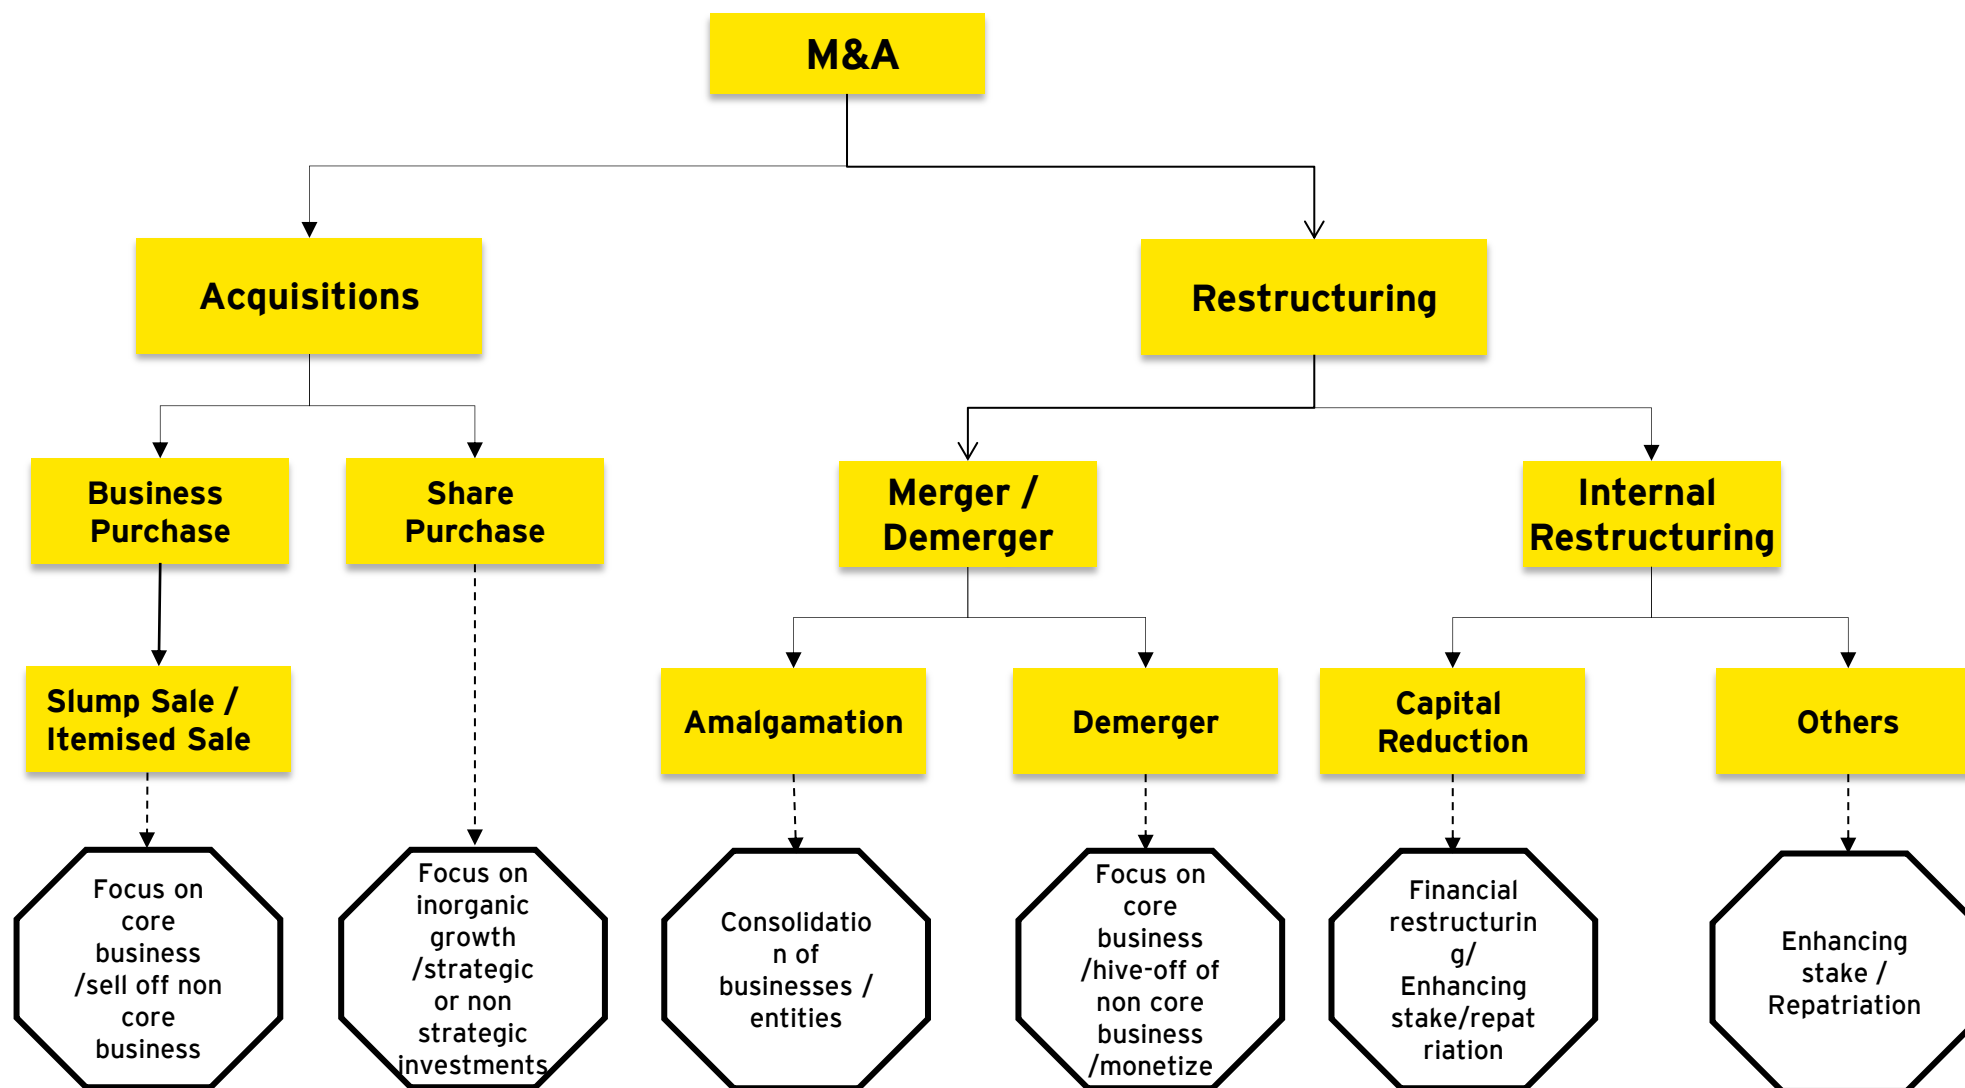 M&A
Acquisitions
Restructuring
Business
Purchase
Share
Purchase
Merger /
Demerger
Internal
Restructuring
Slump Sale /
Itemised Sale
Amalgamation
Demerger
Capital
Reduction
Others
Focus on
core
business
/sell off non
core
business
Focus on
inorganic
growth
/strategic
or non
strategic
investments
Consolidatio
n of
businesses /
entities
Focus on
core
business
/hive-off of
non core
business
/monetize
Financial
restructurin
g/
Enhancing
stake/repat
riation
Enhancing
stake /
Repatriation